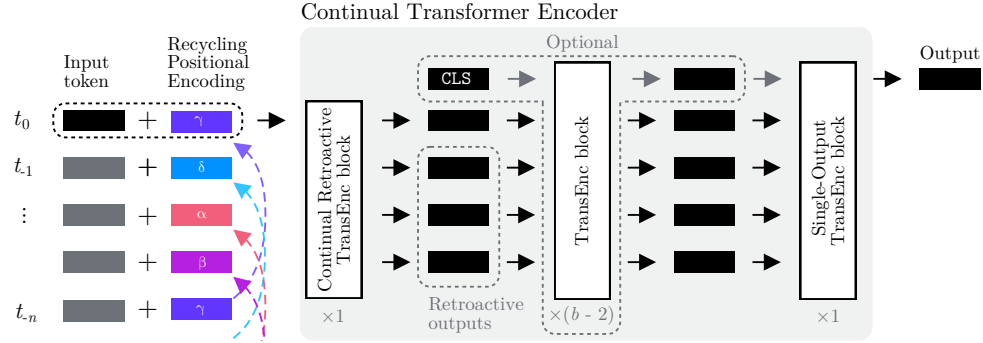 Continual Transformer Encoder
Input
token
Recycling
Positional
Encoding
Optional
Output
CLS
t₀
+
γ
t₋₁
+
δ
⋮
+
α
+
β
t₋ₙ
+
γ
Continual Retroactive
TransEnc block
×1
Retroactive
outputs
TransEnc block
×(b - 2)
Single-Output
TransEnc block
×1